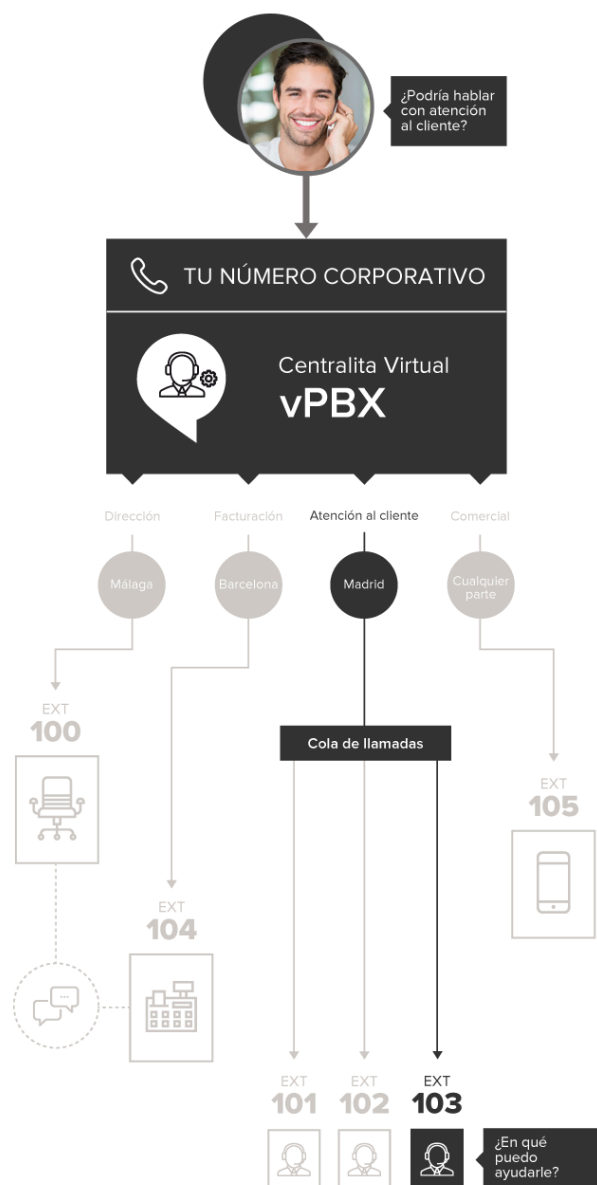 ¿Podría hablar
con atención
al cliente?
TU NÚMERO CORPORATIVO
Centralita Virtual
vPBX
Dirección
Facturación
Atención al cliente
Comercial
Málaga
Barcelona
Madrid
Cualquier
parte
EXT
100
Cola de llamadas
EXT
105
EXT
104
EXT
101
EXT
102
EXT
103
¿En qué
puedo
ayudarle?